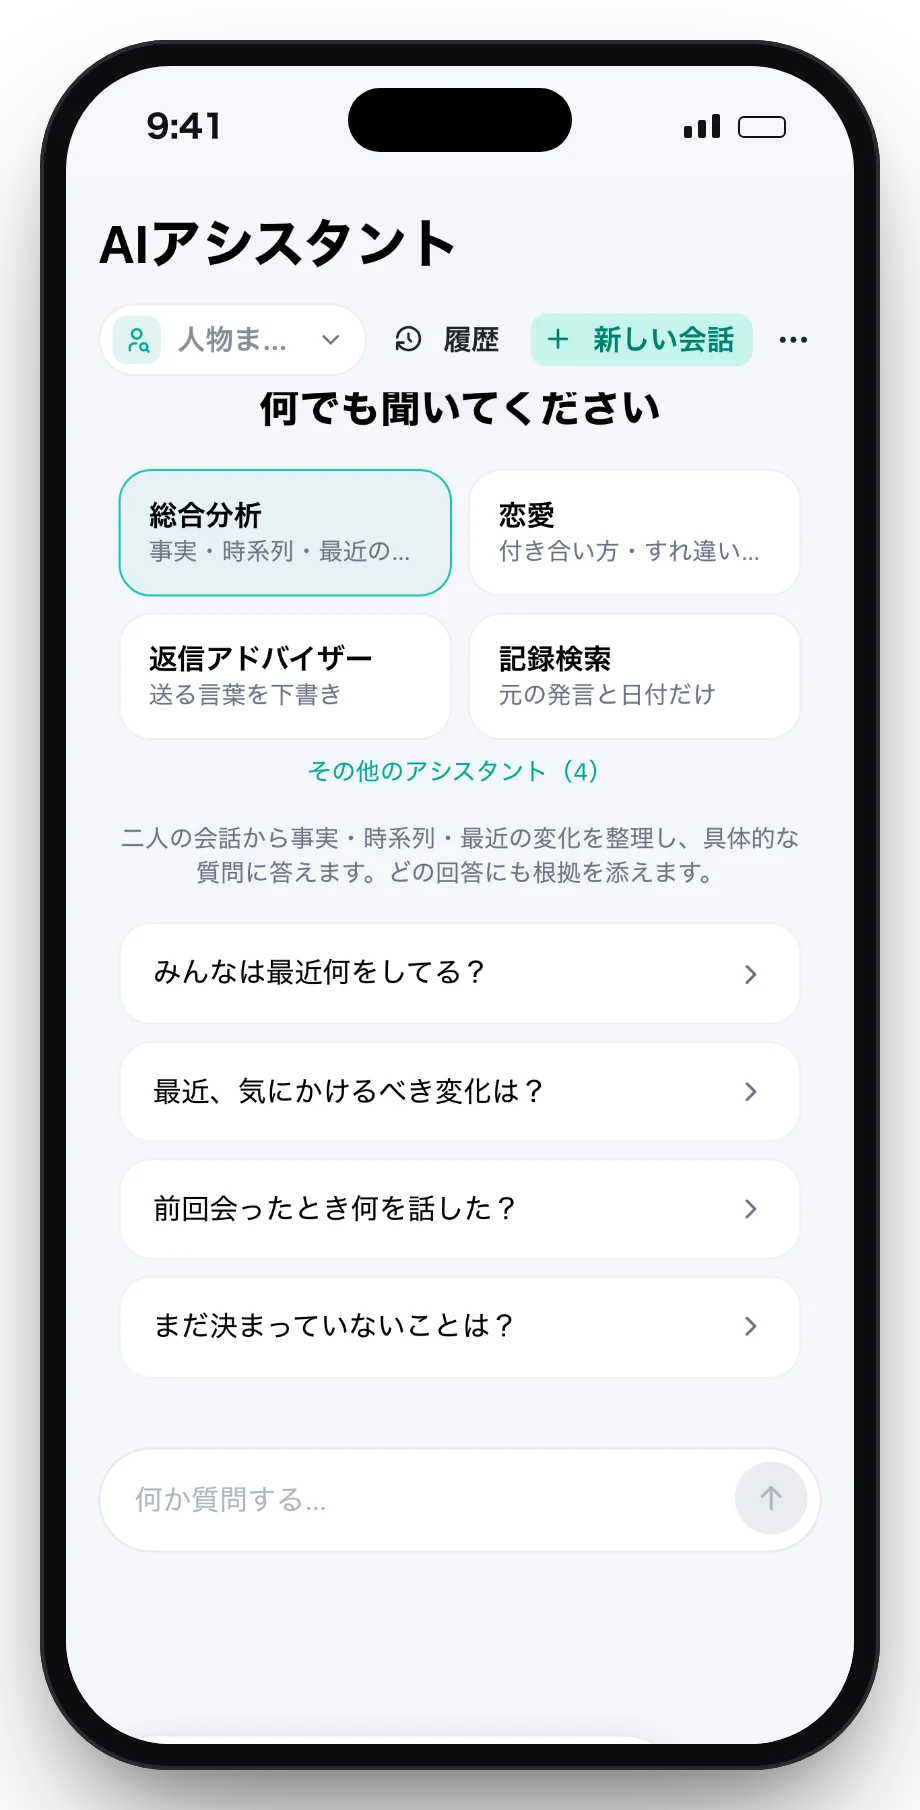 9:41
AIアシスタント
人物ま...
履歴
+ 新しい会話
何でも聞いてください
総合分析
事実・時系列・最近の...
恋愛
付き合い方・すれ違い...
返信アドバイザー
送る言葉を下書き
記録検索
元の発言と日付だけ
その他のアシスタント（4）
二人の会話から事実・時系列・最近の変化を整理し、具体的な
質問に答えます。どの回答にも根拠を添えます。
みんなは最近何をしてる？
最近、気にかけるべき変化は？
前回会ったとき何を話した？
まだ決まっていないことは？
何か質問する...